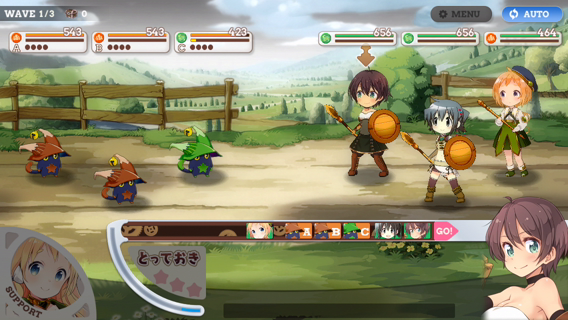 WAVE 1/3 0
MENU
AUTO
543
543
423
656
656
464
A
B
C
A B C GO!
とっておき
SUPPORT